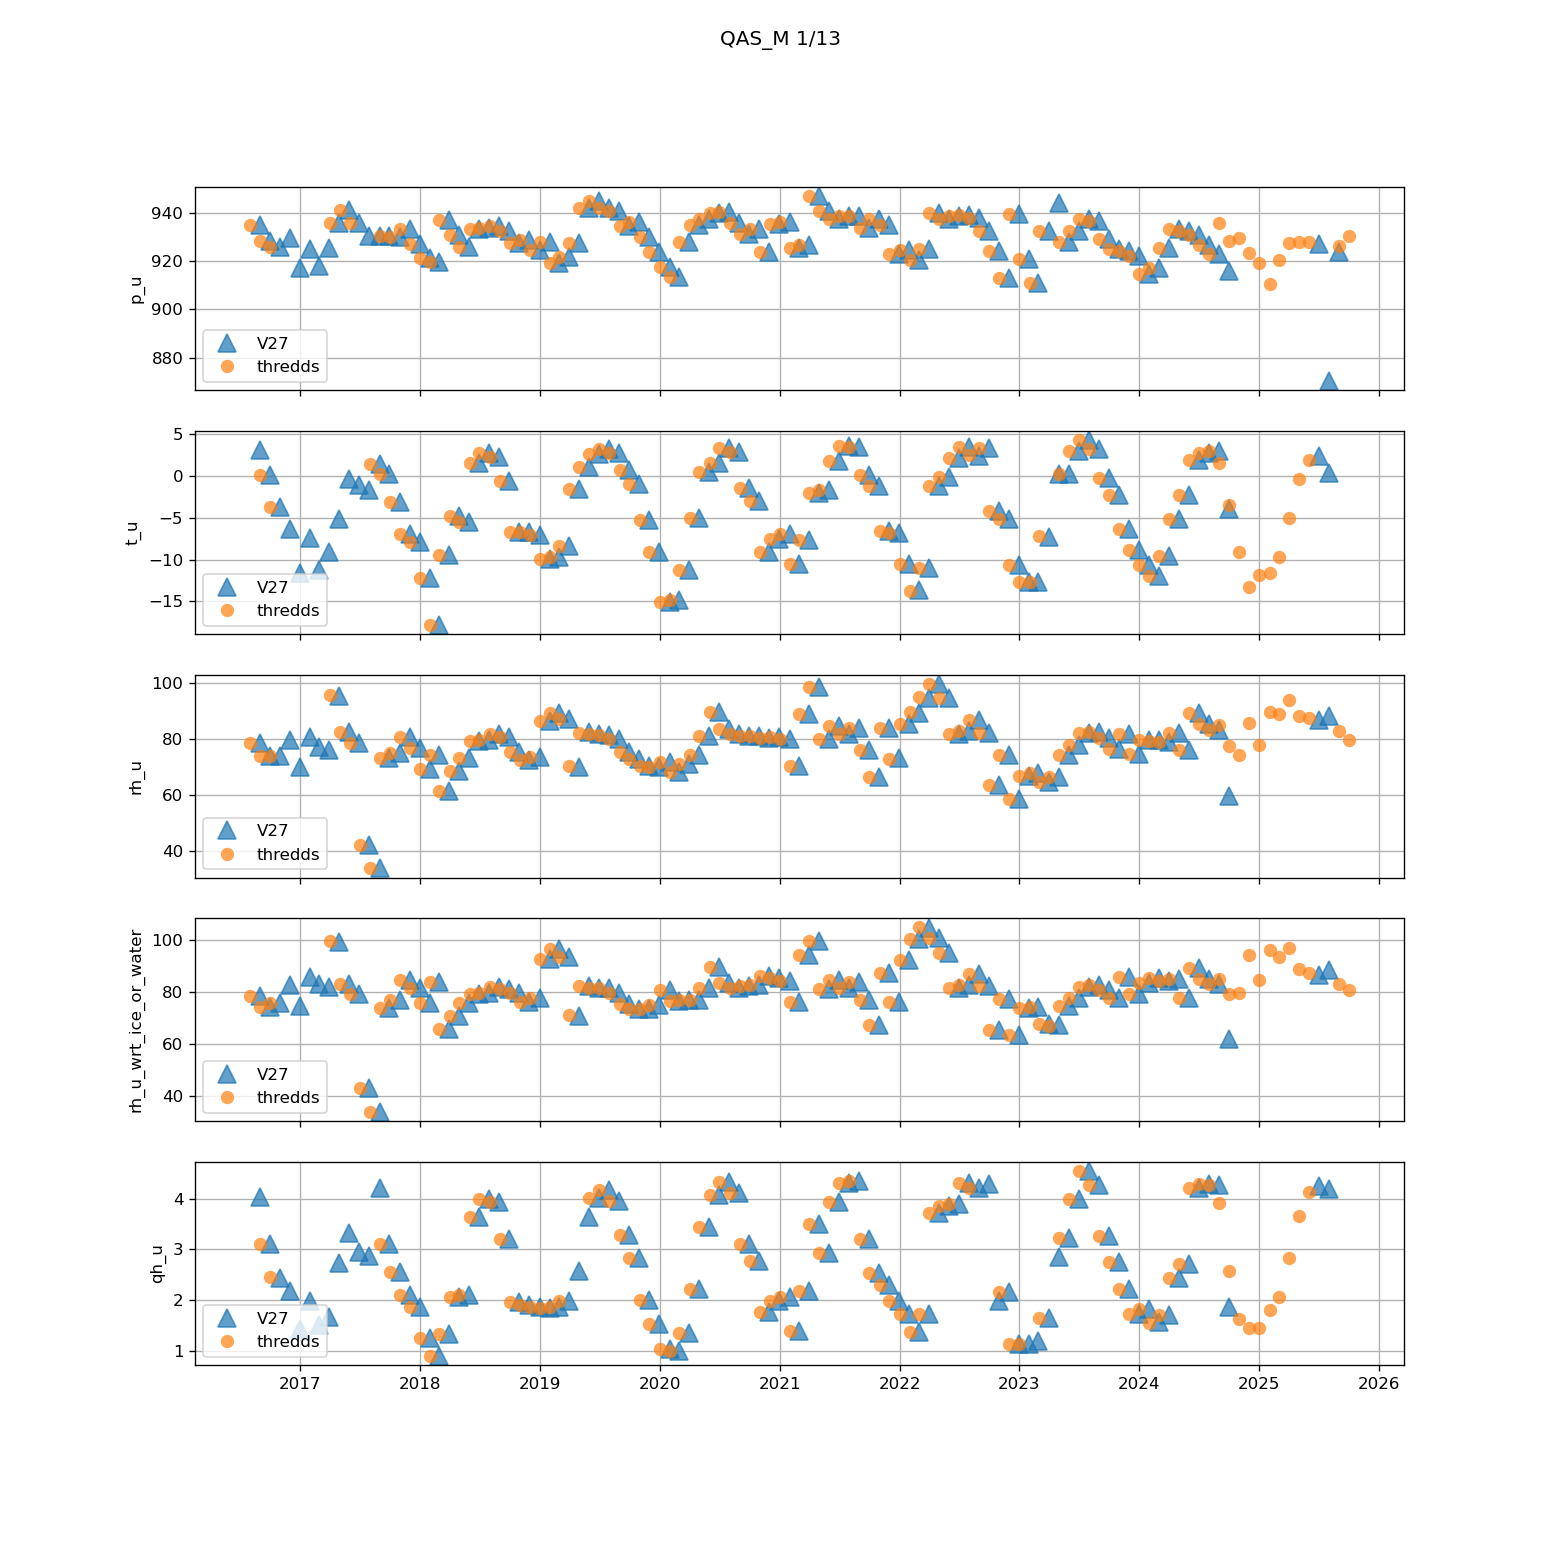 QAS_M 1/13
940
920
900
880
p_u
V27
thredds
5
0
−5
−10
−15
t_u
V27
thredds
100
80
60
40
rh_u
V27
thredds
100
80
60
40
rh_u_wrt_ice_or_water
V27
thredds
4
3
2
1
qh_u
V27
thredds
2017 2018 2019 2020 2021 2022 2023 2024 2025 2026